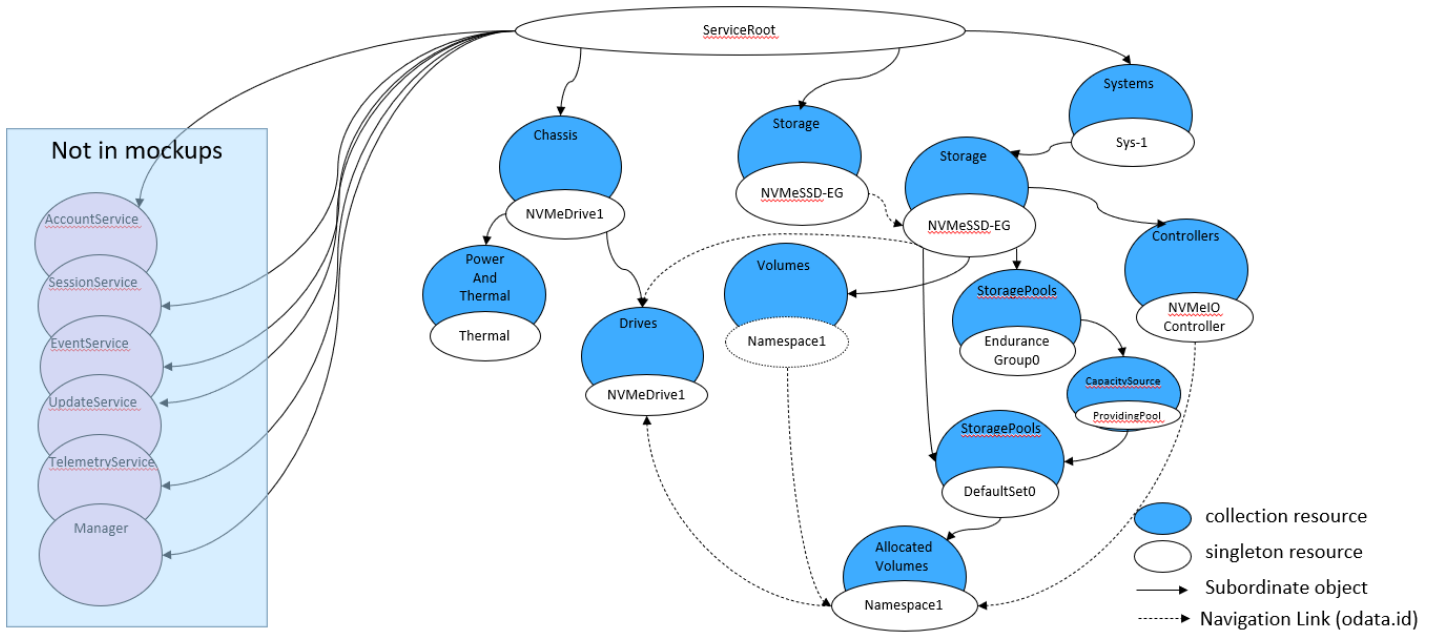 ServiceRoot
Systems
Sys-1
Storage
NVMeSSD-EG
Chassis
NVMeDrive1
Not in mockups
AccountService
SessionService
EventService
UpdateService
TelemetryService
Manager
Storage
NVMeSSD-EG
Controllers
NVMeIO
Controller
Power
And
Thermal
Thermal
Volumes
Namespace1
StoragePools
Endurance
Group0
Drives
NVMeDrive1
CapacitySource
ProvidingPool
StoragePools
DefaultSet0
Allocated
Volumes
Namespace1
collection resource
singleton resource
Subordinate object
Navigation Link (odata.id)